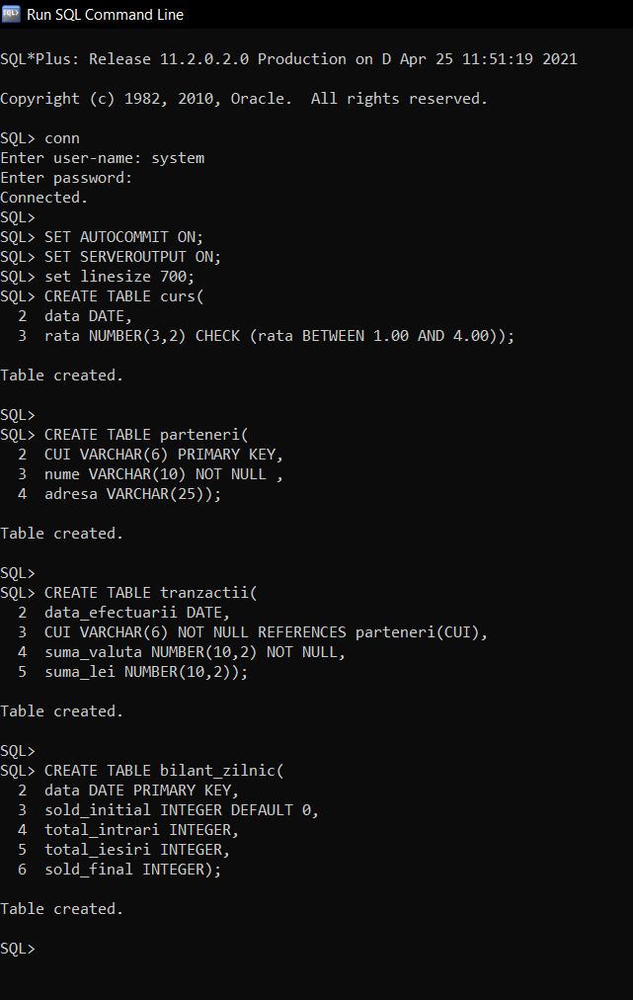 Run SQL Command Line
SQL*Plus: Release 11.2.0.2.0 Production on D Apr 25 11:51:19 2021
Copyright (c) 1982, 2010, Oracle.  All rights reserved.
SQL> conn
Enter user-name: system
Enter password:
Connected.
SQL>
SQL> SET AUTOCOMMIT ON;
SQL> SET SERVEROUTPUT ON;
SQL> set linesize 700;
SQL> CREATE TABLE curs(
  2  data DATE,
  3  rata NUMBER(3,2) CHECK (rata BETWEEN 1.00 AND 4.00));
Table created.
SQL>
SQL> CREATE TABLE parteneri(
  2  CUI VARCHAR(6) PRIMARY KEY,
  3  nume VARCHAR(10) NOT NULL ,
  4  adresa VARCHAR(25));
Table created.
SQL>
SQL> CREATE TABLE tranzactii(
  2  data_efectuarii DATE,
  3  CUI VARCHAR(6) NOT NULL REFERENCES parteneri(CUI),
  4  suma_valuta NUMBER(10,2) NOT NULL,
  5  suma_lei NUMBER(10,2));
Table created.
SQL>
SQL> CREATE TABLE bilant_zilnic(
  2  data DATE PRIMARY KEY,
  3  sold_initial INTEGER DEFAULT 0,
  4  total_intrari INTEGER,
  5  total_iesiri INTEGER,
  6  sold_final INTEGER);
Table created.
SQL>